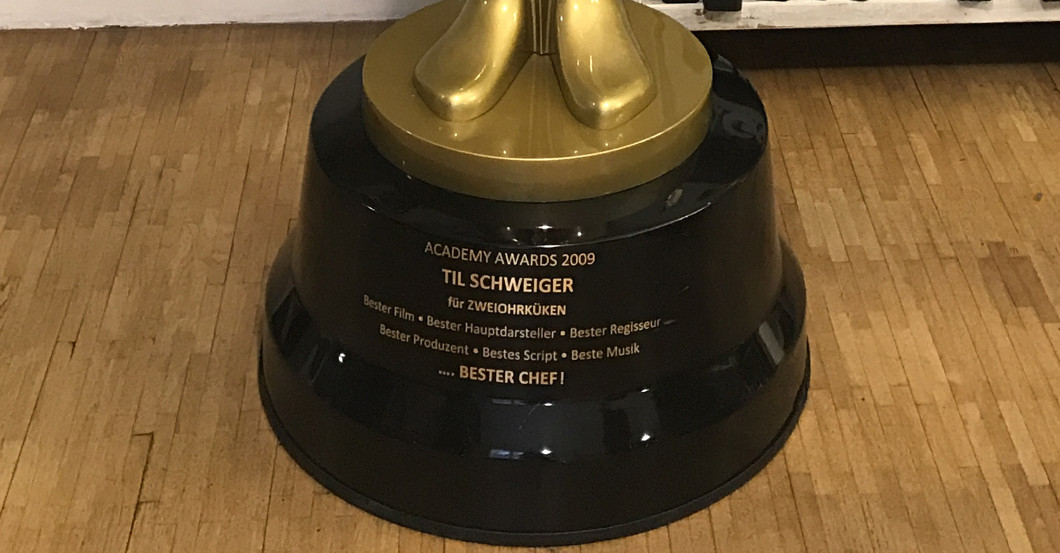 ACADEMY AWARDS 2009
TIL SCHWEIGER
für ZWEIOHRKÜKEN
Bester Film • Bester Hauptdarsteller • Bester Regisseur
Bester Produzent • Bestes Script • Beste Musik
.... BESTER CHEF!